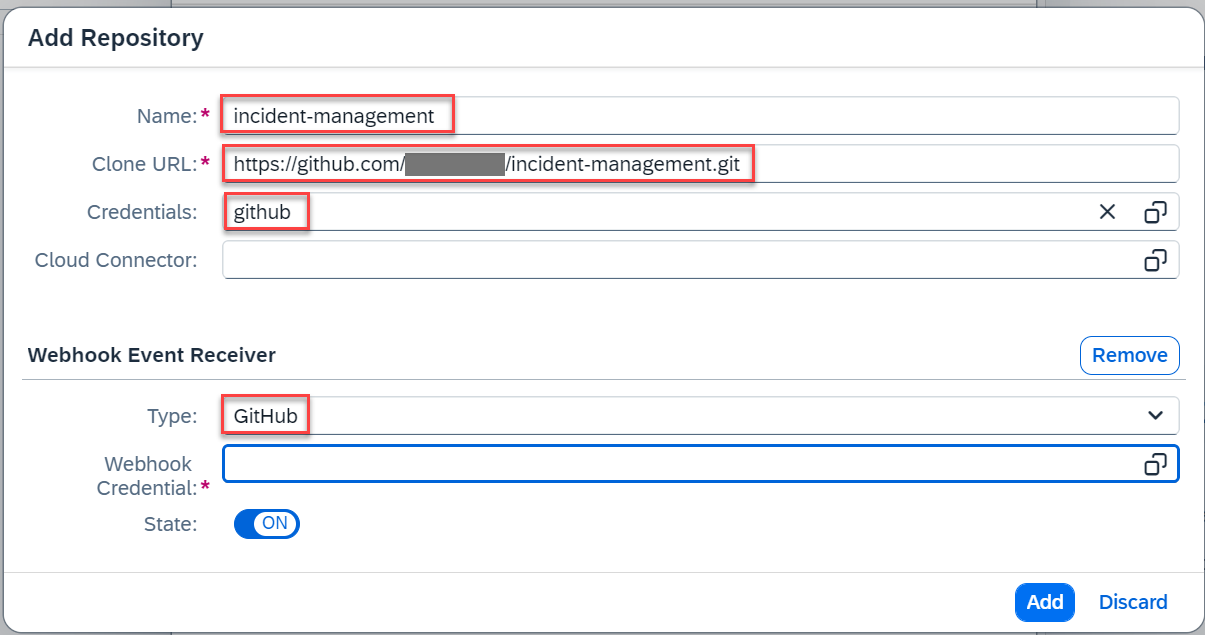 Add Repository
Name:* incident-management
Clone URL:* https://github.com/ /incident-management.git
Credentials: github
Cloud Connector:
Webhook Event Receiver Remove
Type: GitHub
Webhook
Credential:*
State: ON
Add Discard